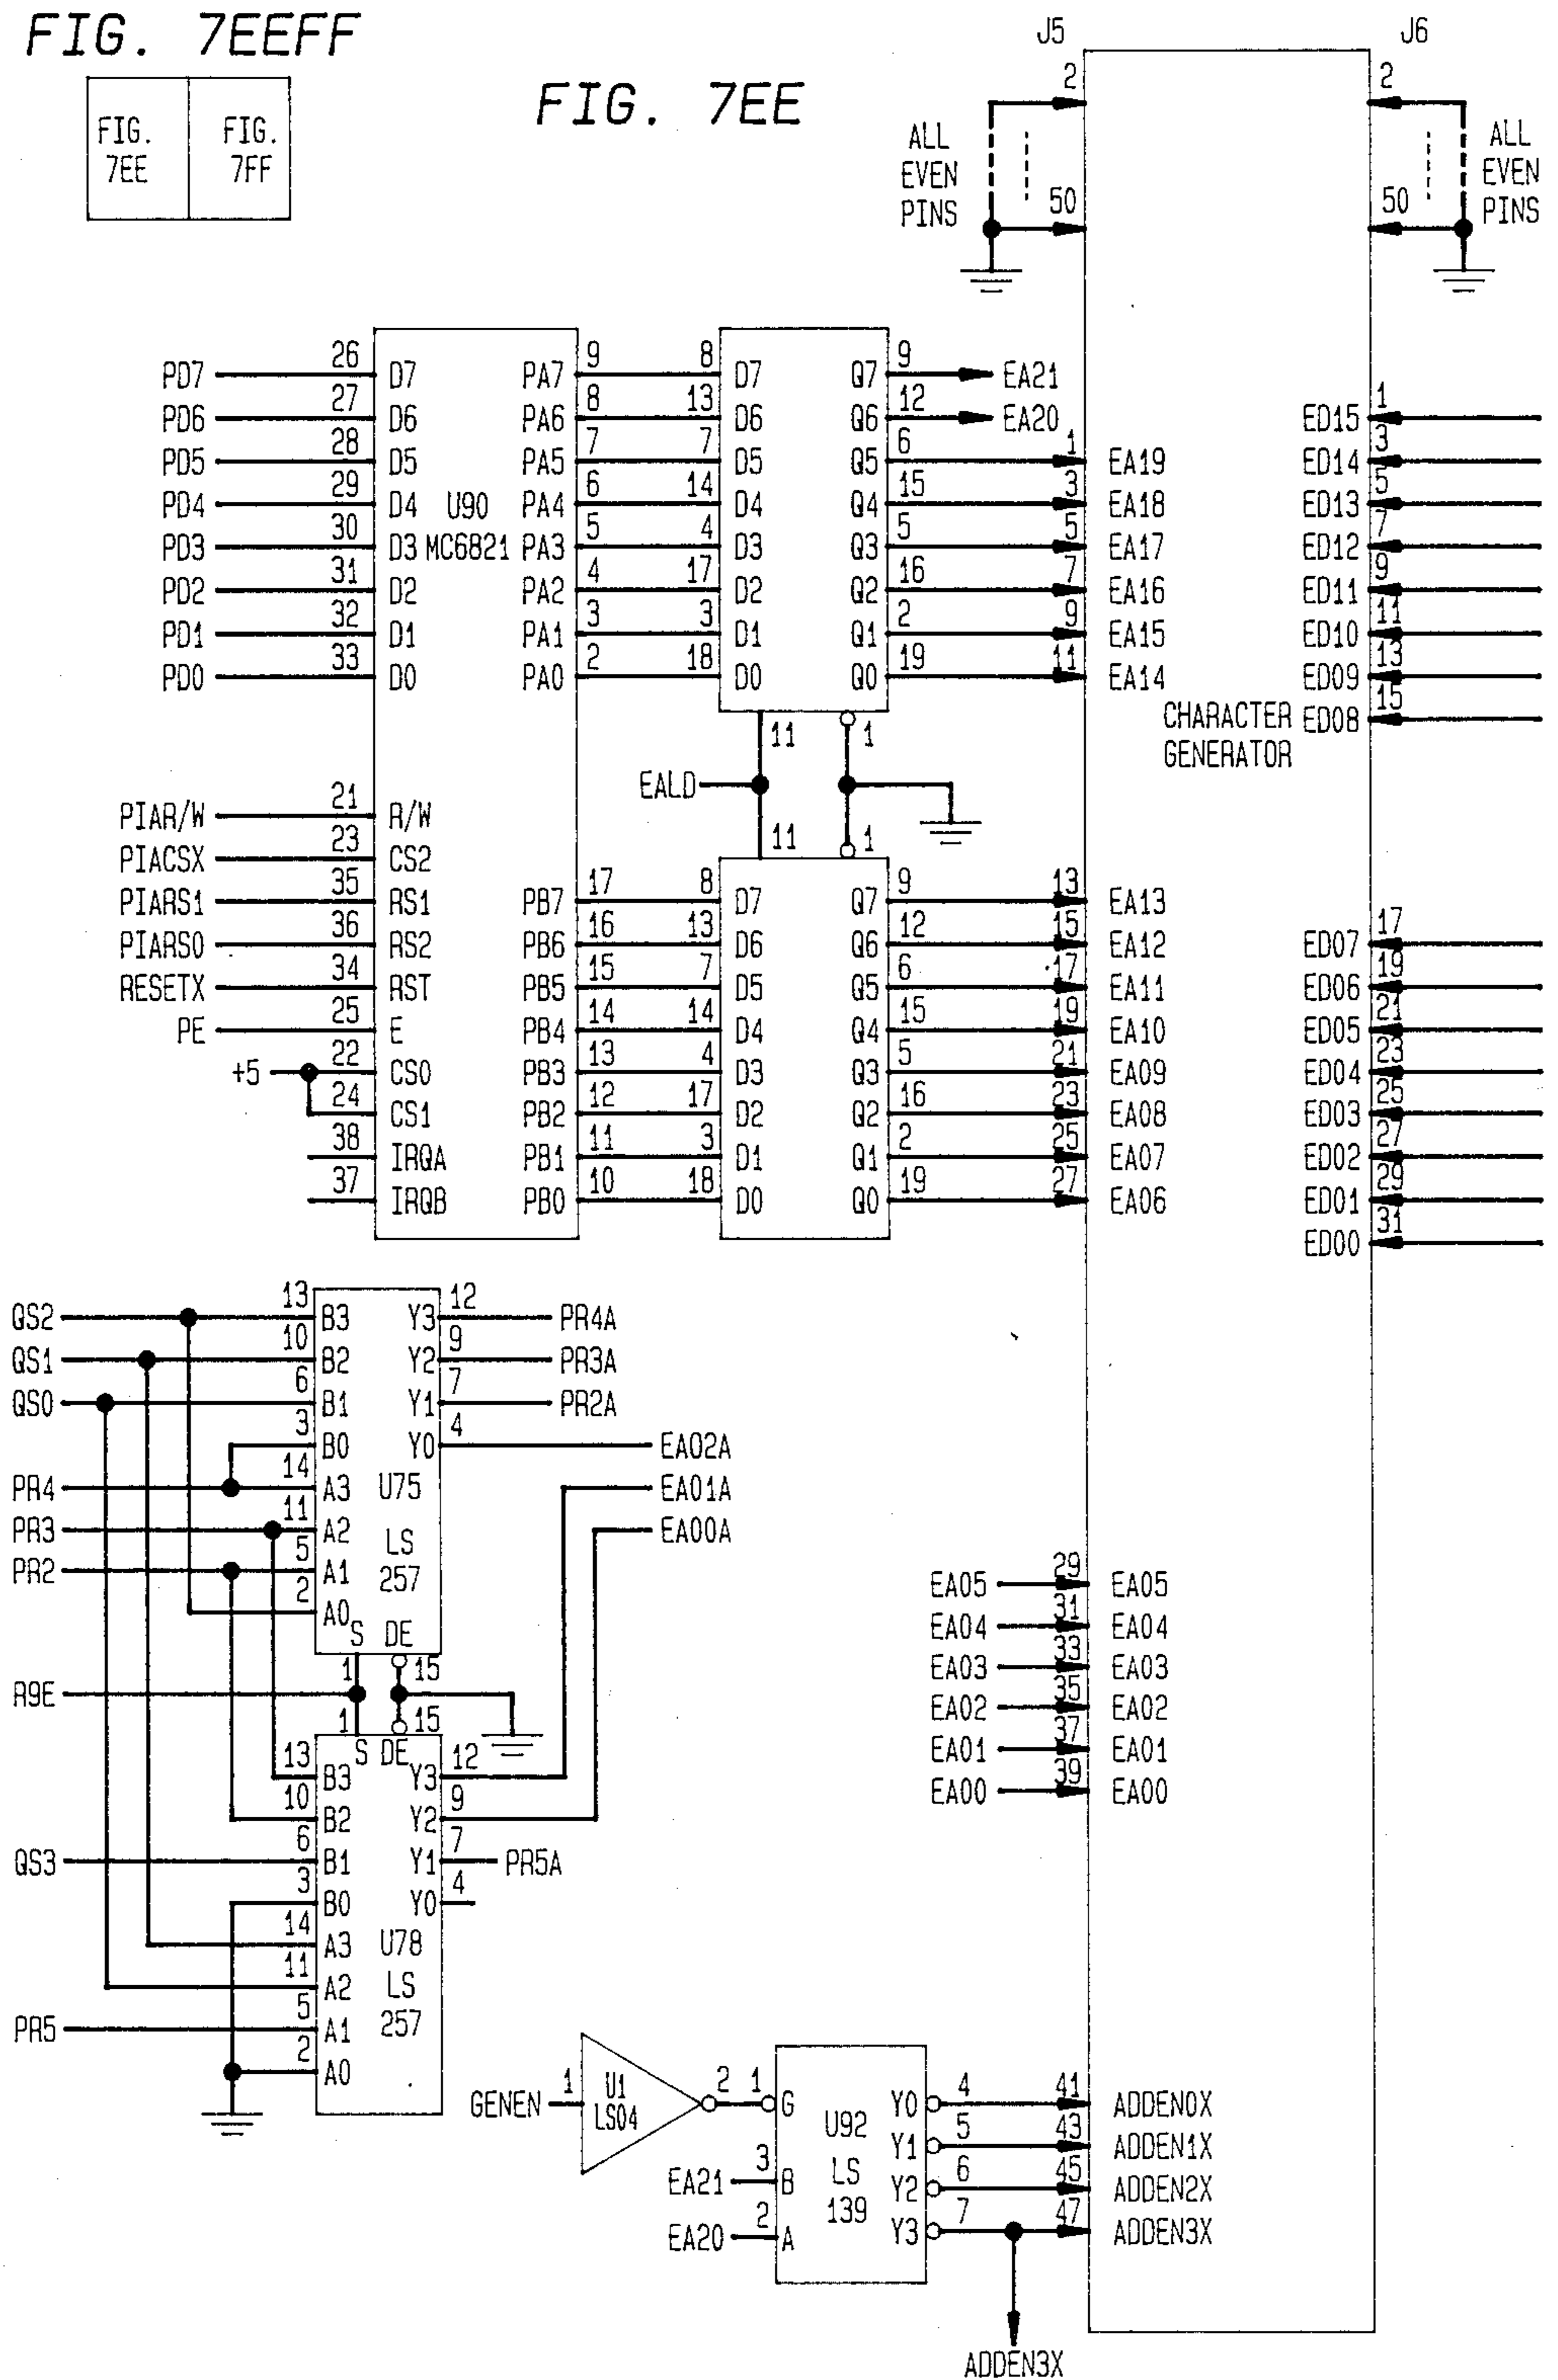 FIG. 7EEFF
FIG. 7EE
FIG. 7FF
FIG. 7EE
J5
J6
2
2
ALL EVEN PINS
ALL EVEN PINS
50
50
PD7 26 D7 PA7 9 8 D7 Q7 9 EA21
PD6 27 D6 PA6 8 13 D6 Q6 12 EA20
ED15 1
PD5 28 D5 PA5 7 7 D5 Q5 6 1 EA19 ED14 3
PD4 29 D4 U90 PA4 6 14 D4 Q4 15 3 EA18 ED13 5
PD3 30 D3 MC6821 PA3 5 4 D3 Q3 5 5 EA17 ED12 7
PD2 31 D2 PA2 4 17 D2 Q2 16 7 EA16 ED11 9
PD1 32 D1 PA1 3 3 D1 Q1 2 9 EA15 ED10 11
PD0 33 D0 PA0 2 18 D0 Q0 19 11 EA14 ED09 13
CHARACTER GENERATOR
ED08 15
11 1
EALD
11 1
PIAR/W 21 R/W
PIACSX 23 CS2
PIARS1 35 RS1 PB7 17 8 D7 Q7 9 13 EA13
PIARS0 36 RS2 PB6 16 13 D6 Q6 12 15 EA12 ED07 17
RESETX 34 RST PB5 15 7 D5 Q5 6 17 EA11 ED06 19
PE 25 E PB4 14 14 D4 Q4 15 19 EA10 ED05 21
+5 22 CS0 PB3 13 4 D3 Q3 5 21 EA09 ED04 23
24 CS1 PB2 12 17 D2 Q2 16 23 EA08 ED03 25
38 IRQA PB1 11 3 D1 Q1 2 25 EA07 ED02 27
37 IRQB PB0 10 18 D0 Q0 19 27 EA06 ED01 29
ED00 31
QS2 13 B3 Y3 12 PR4A
QS1 10 B2 Y2 9 PR3A
QS0 6 B1 Y1 7 PR2A
3 B0 Y0 4 EA02A
PR4 14 A3 U75 EA01A
PR3 11 A2 LS EA00A
PR2 5 A1 257
2 A0
S OE
1 15
R9E
1 15
S OE
13 B3 Y3 12
10 B2 Y2 9
QS3 6 B1 Y1 7 PR5A
3 B0 Y0 4
14 A3 U78
11 A2 LS
PR5 5 A1 257
2 A0
EA05 29 EA05
EA04 31 EA04
EA03 33 EA03
EA02 35 EA02
EA01 37 EA01
EA00 39 EA00
GENEN 1 U1 LS04 2 1 G U92 Y0 4 41 ADDEN0X
Y1 5 43 ADDEN1X
EA21 3 B LS Y2 6 45 ADDEN2X
EA20 2 A 139 Y3 7 47 ADDEN3X
ADDEN3X